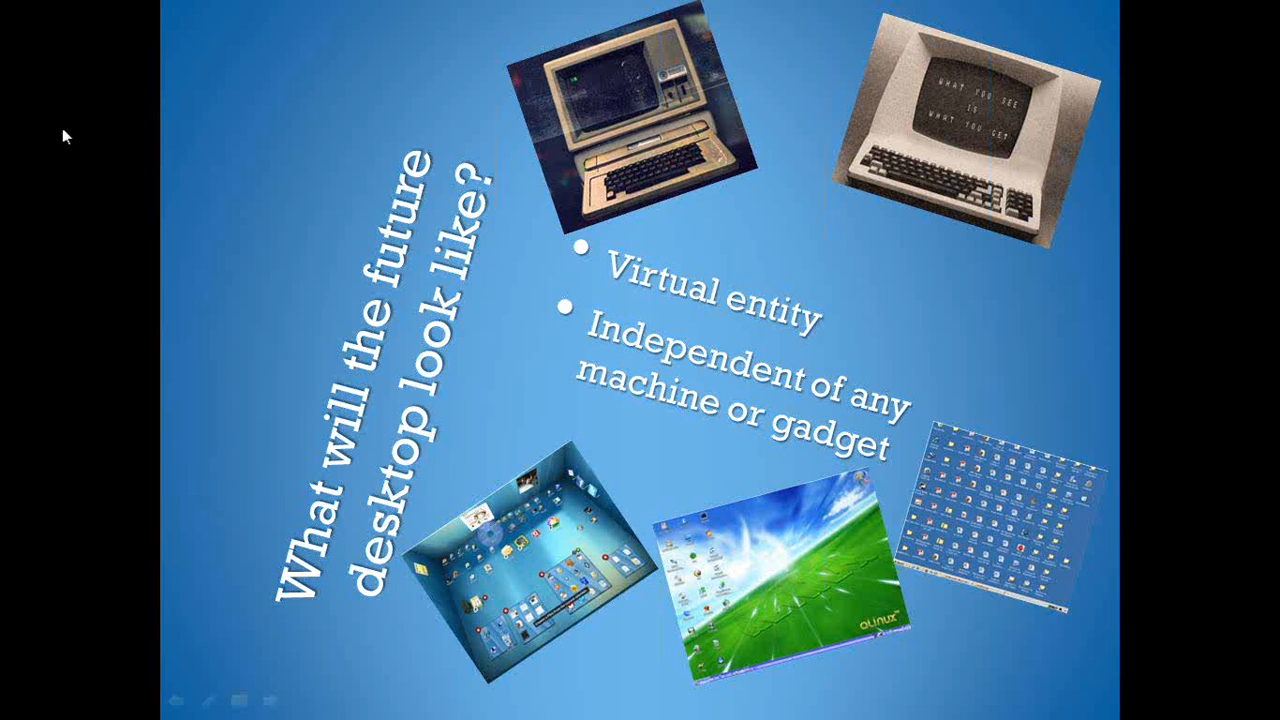 What will the future
desktop look like?
WHAT YOU SEE
IS
WHAT YOU GET
Virtual entity
Independent of any
machine or gadget
QLinux